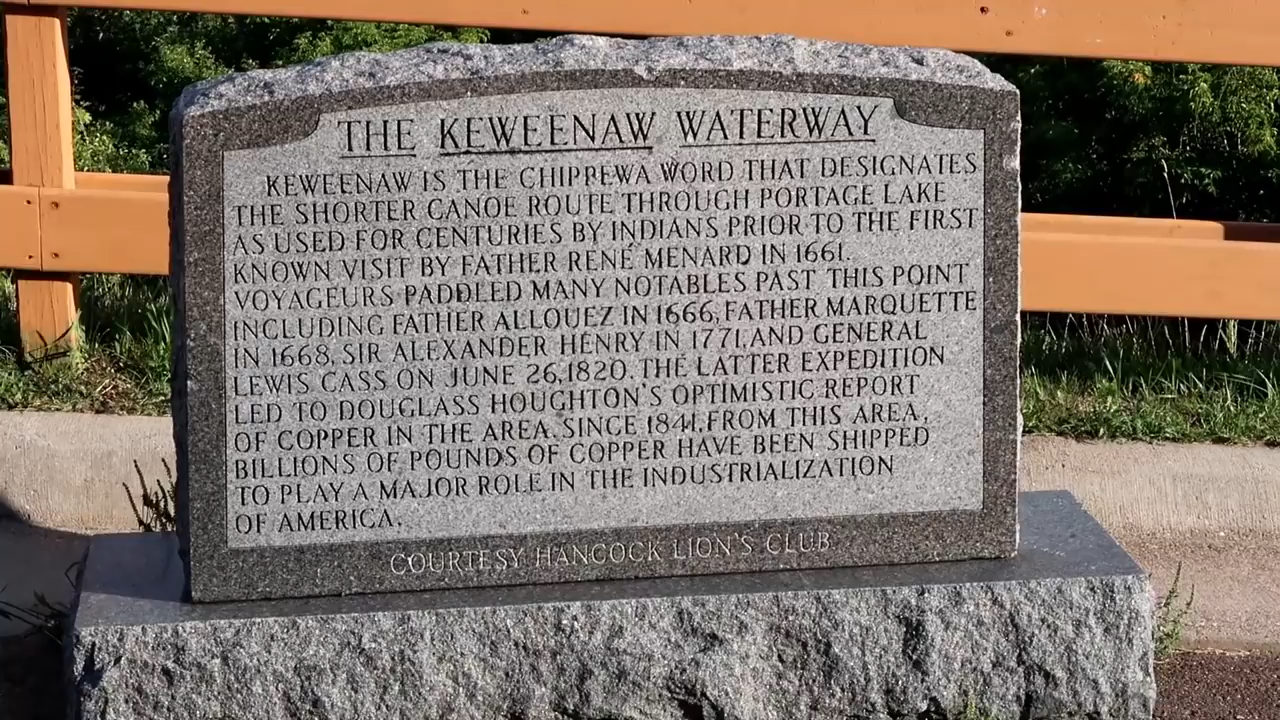 THE KEWEENAW WATERWAY
KEWEENAW IS THE CHIPPEWA WORD THAT DESIGNATES
THE SHORTER CANOE ROUTE THROUGH PORTAGE LAKE
AS USED FOR CENTURIES BY INDIANS PRIOR TO THE FIRST
KNOWN VISIT BY FATHER RENÉ MENARD IN 1661.
VOYAGEURS PADDLED MANY NOTABLES PAST THIS POINT
INCLUDING FATHER ALLOUEZ IN 1666, FATHER MARQUETTE
IN 1668, SIR ALEXANDER HENRY IN 1771, AND GENERAL
LEWIS CASS ON JUNE 26, 1820. THE LATTER EXPEDITION
LED TO DOUGLASS HOUGHTON'S OPTIMISTIC REPORT
OF COPPER IN THE AREA. SINCE 1841, FROM THIS AREA,
BILLIONS OF POUNDS OF COPPER HAVE BEEN SHIPPED
TO PLAY A MAJOR ROLE IN THE INDUSTRIALIZATION
OF AMERICA.
COURTESY HANCOCK LION'S CLUB